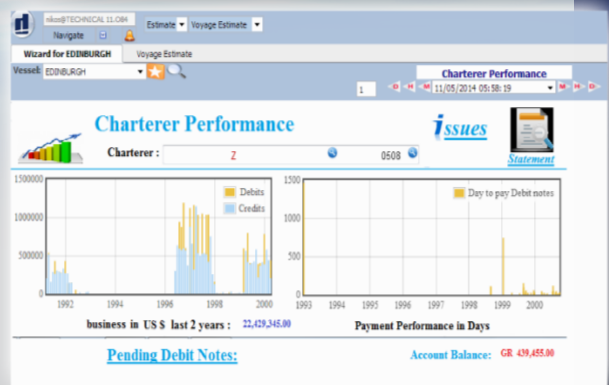 nikos@TECHNICAL 11.O84
Estimate Voyage Estimate
Navigate
Wizard for EDINBURGH Voyage Estimate
Vessel: EDINBURGH
Charterer Performance
1 D H M 11/05/2014 05:58:19 M H D
Charterer Performance
issues
Charterer : Z 0508
Statement
1500000
1000000
500000
0
Debits
Credits
1992 1994 1996 1998 2000
1500
1000
500
0
Day to pay Debit notes
1993 1994 1995 1996 1997 1998 1999 2000
business in US $ last 2 years : 22,429,345.00
Payment Performance in Days
Pending Debit Notes:
Account Balance: GR 439,455.00